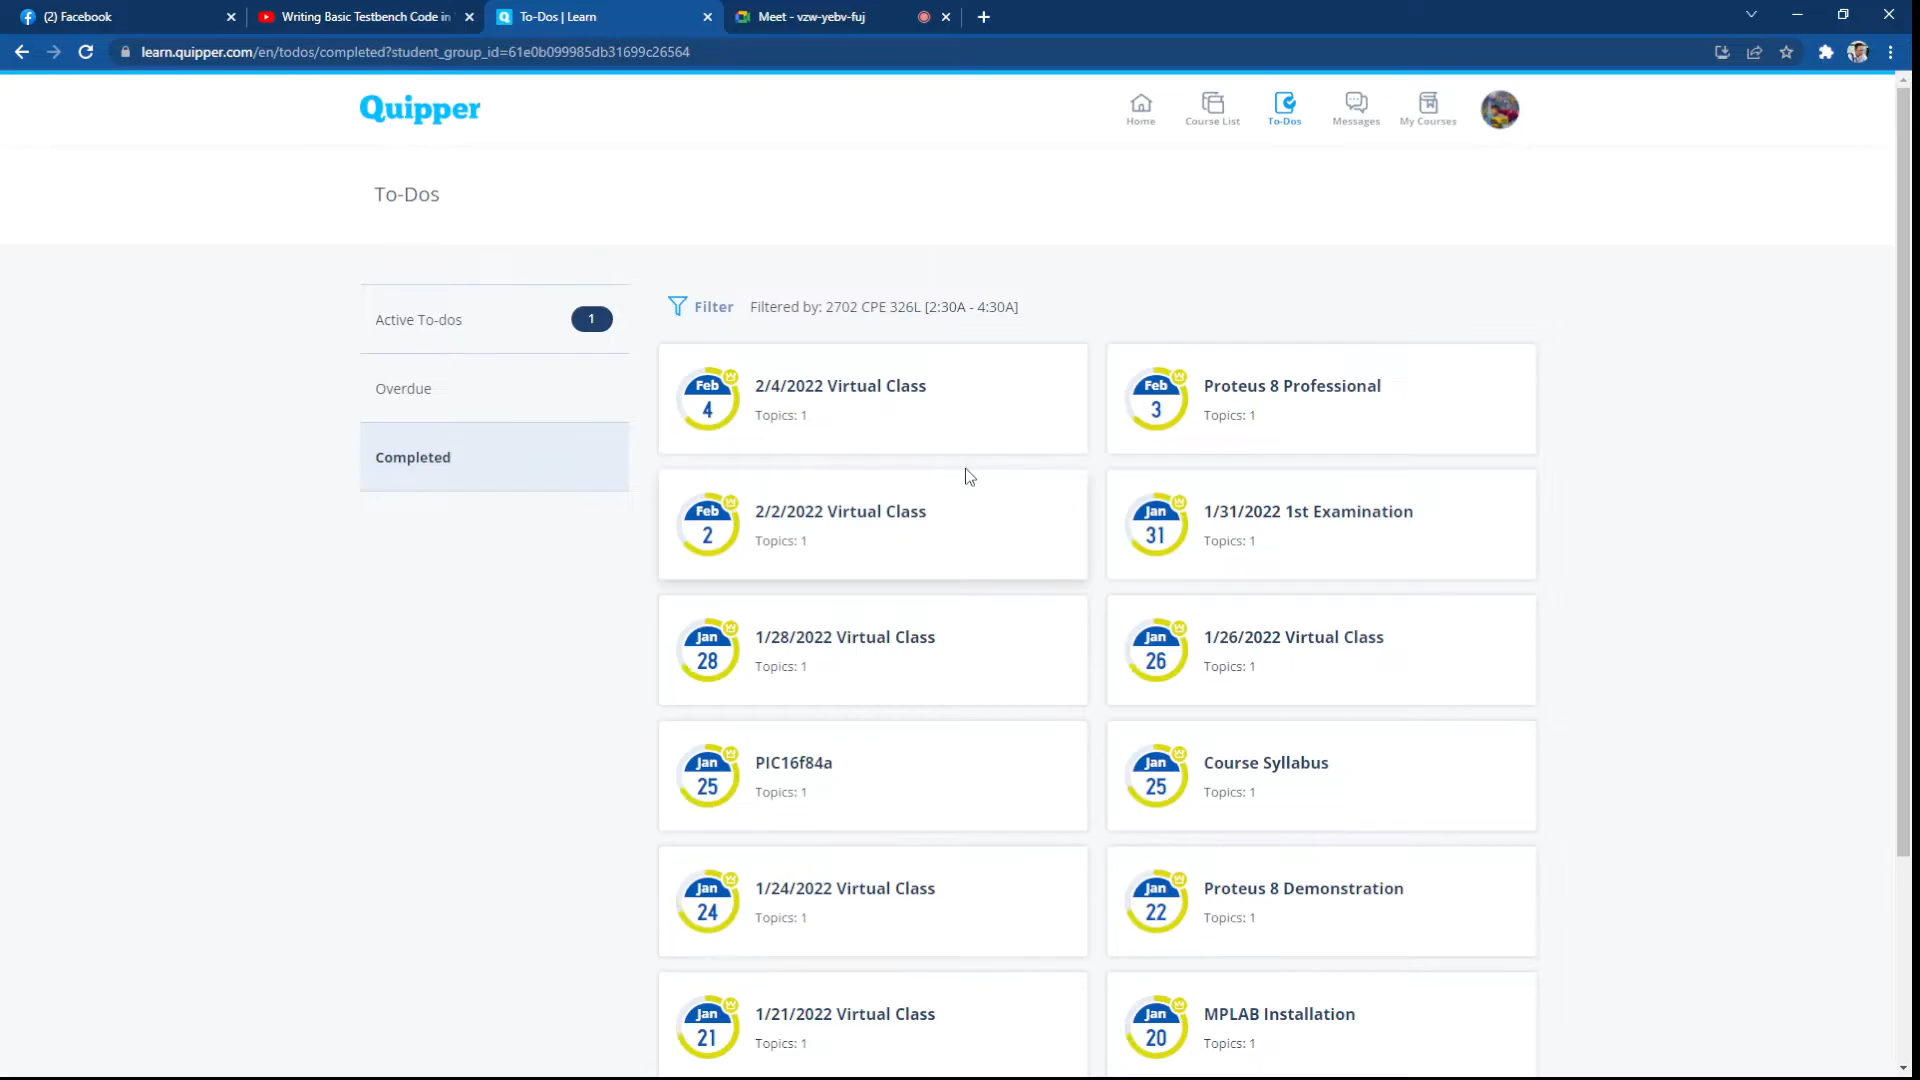 (2) Facebook
Writing Basic Testbench Code in
To-Dos | Learn
Meet - vzw-yebv-fuj
learn.quipper.com/en/todos/completed?student_group_id=61e0b099985db31699c26564
Quipper
Home
Course List
To-Dos
Messages
My Courses
To-Dos
Active To-dos
1
Overdue
Completed
Filter Filtered by: 2702 CPE 326L [2:30A - 4:30A]
Feb
4
2/4/2022 Virtual Class
Topics: 1
Feb
3
Proteus 8 Professional
Topics: 1
Feb
2
2/2/2022 Virtual Class
Topics: 1
Jan
31
1/31/2022 1st Examination
Topics: 1
Jan
28
1/28/2022 Virtual Class
Topics: 1
Jan
26
1/26/2022 Virtual Class
Topics: 1
Jan
25
PIC16f84a
Topics: 1
Jan
25
Course Syllabus
Topics: 1
Jan
24
1/24/2022 Virtual Class
Topics: 1
Jan
22
Proteus 8 Demonstration
Topics: 1
Jan
21
1/21/2022 Virtual Class
Topics: 1
Jan
20
MPLAB Installation
Topics: 1